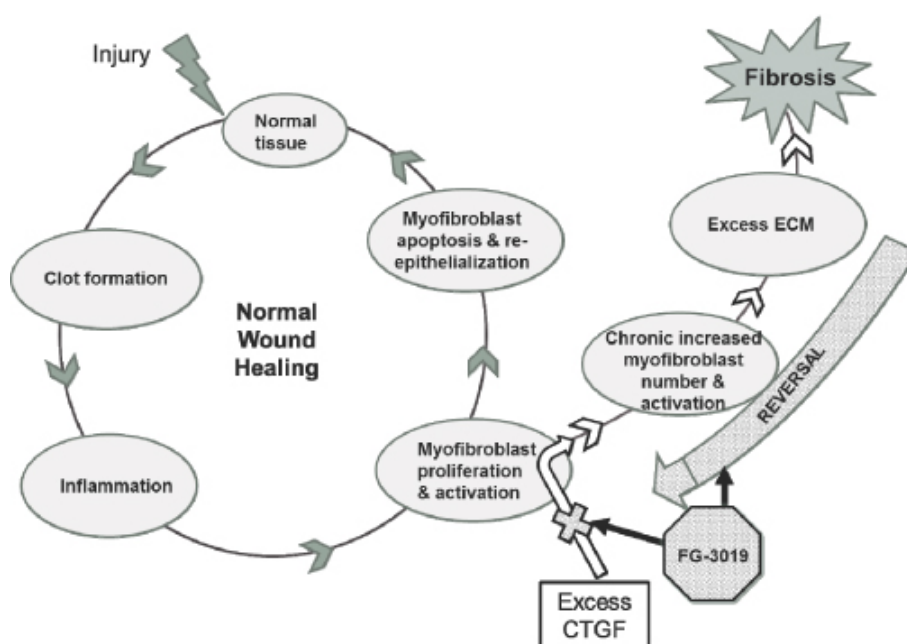 Injury
Normal
tissue
Clot formation
Inflammation
Normal
Wound
Healing
Myofibroblast
apoptosis & re-
epithelialization
Myofibroblast
proliferation
& activation
Fibrosis
Excess ECM
Chronic increased
myofibroblast
number &
activation
REVERSAL
FG-3019
Excess
CTGF